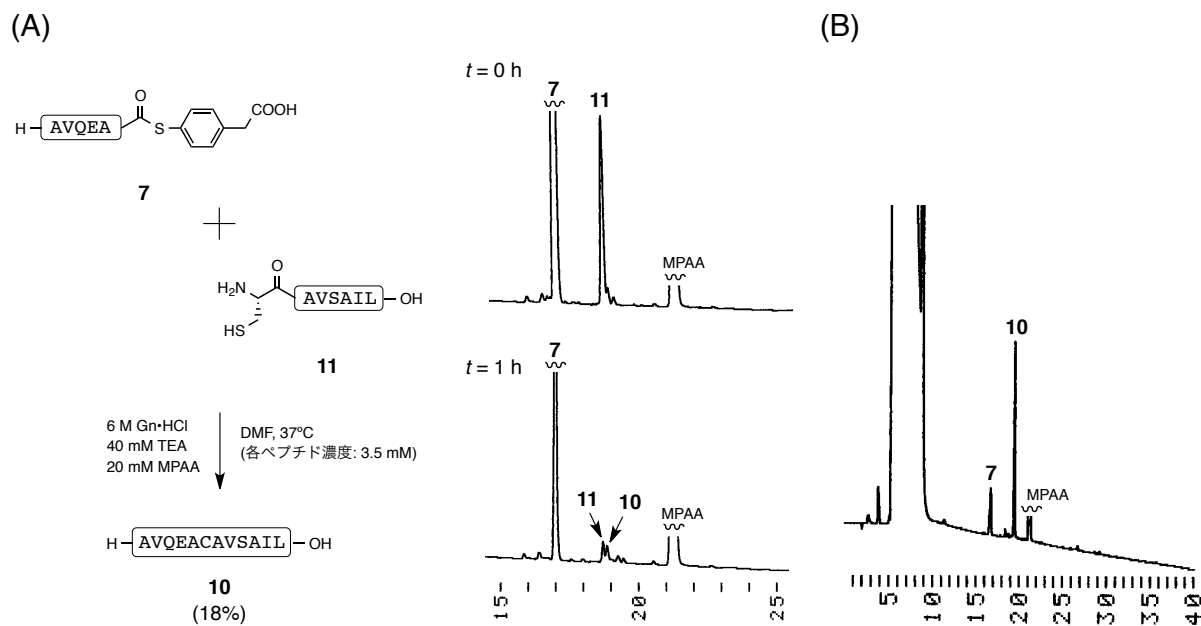 (A)
H
AVQEA
O
S
COOH
7
H2N
O
HS
AVSAIL
OH
11
6 M Gn•HCl
40 mM TEA
20 mM MPAA
DMF, 37ºC
(各ペプチド濃度: 3.5 mM)
H
AVQEACAVSAIL
OH
10
(18%)
t = 0 h
7
11
MPAA
t = 1 h
7
11
10
MPAA
15
20
25
(B)
7
10
MPAA
5
10
15
20
25
30
35
40